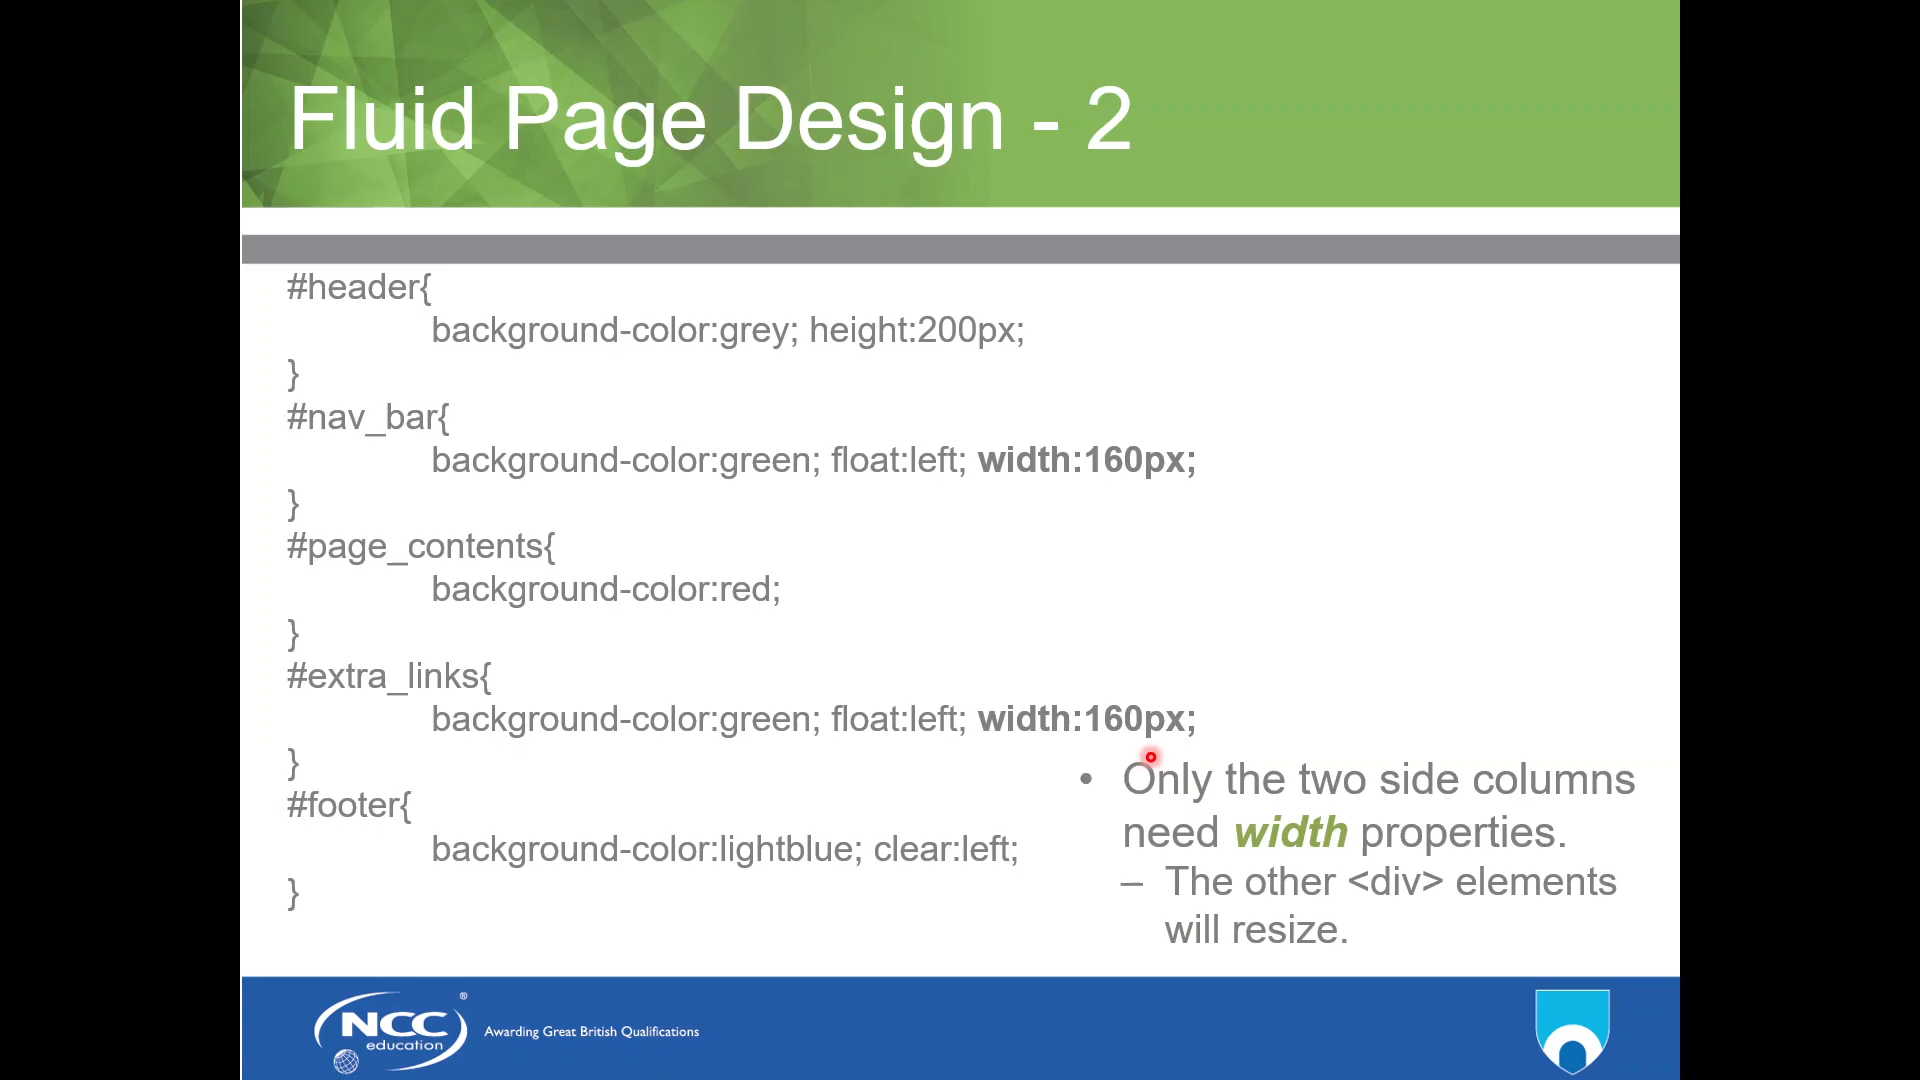 Fluid Page Design - 2
#header{
background-color:grey; height:200px;
}
#nav_bar{
background-color:green; float:left; width:160px;
}
#page_contents{
background-color:red;
}
#extra_links{
background-color:green; float:left; width:160px;
}
#footer{
background-color:lightblue; clear:left;
}
• Only the two side columns
need width properties.
– The other <div> elements
will resize.
NCC ®
education
Awarding Great British Qualifications